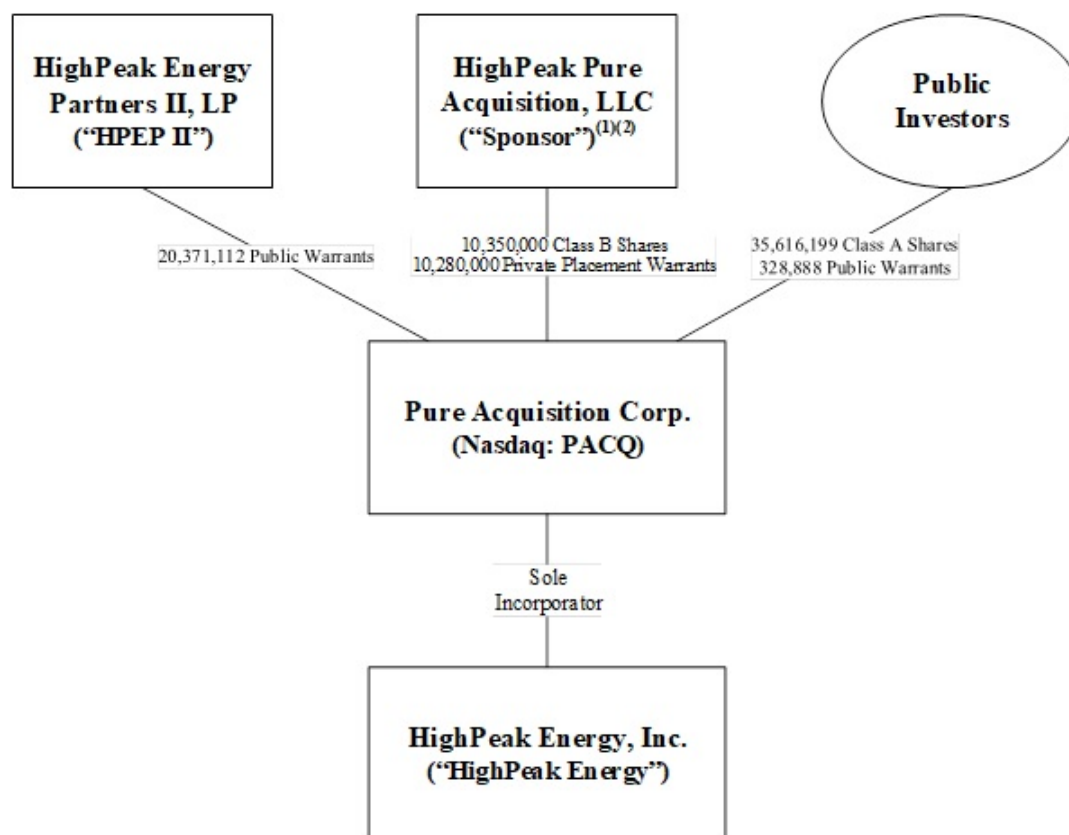 HighPeak Energy
Partners II, LP
(“HPEP II”)
HighPeak Pure
Acquisition, LLC
(“Sponsor”)(1)(2)
Public
Investors
20,371,112 Public Warrants
10,350,000 Class B Shares
10,280,000 Private Placement Warrants
35,616,199 Class A Shares
328,888 Public Warrants
Pure Acquisition Corp.
(Nasdaq: PACQ)
Sole
Incorporator
HighPeak Energy, Inc.
(“HighPeak Energy”)